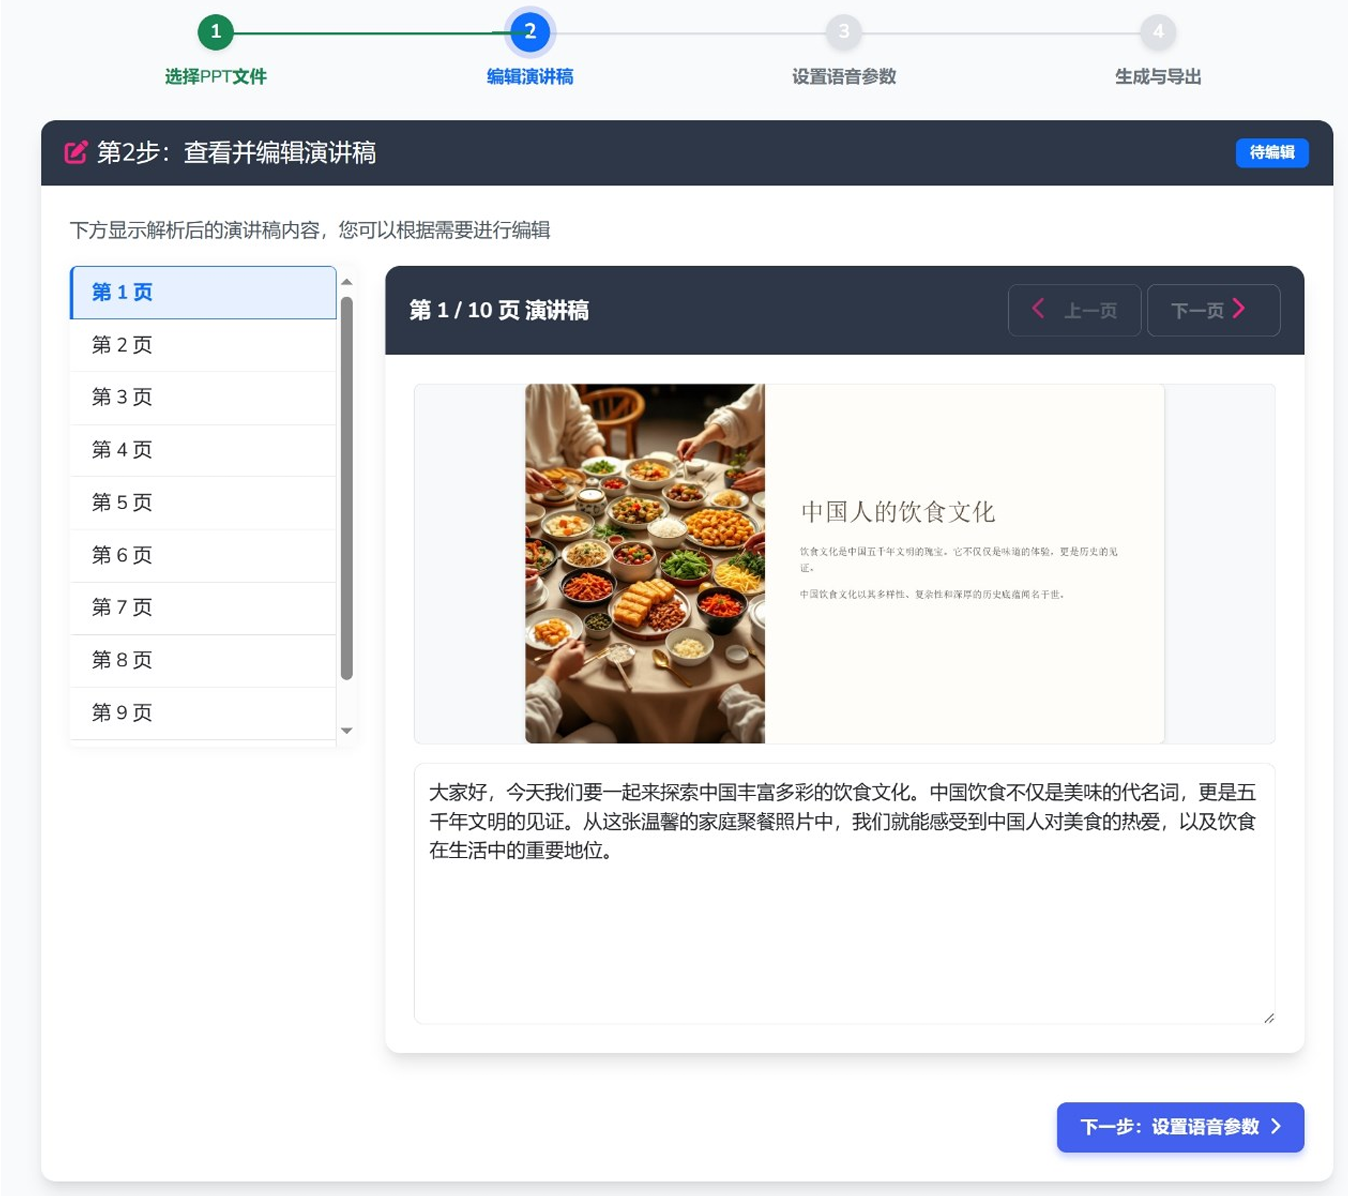 1
2
3
4
选择PPT文件
编辑演讲稿
设置语音参数
生成与导出
第2步：查看并编辑演讲稿
待编辑
下方显示解析后的演讲稿内容，您可以根据需要进行编辑
第 1 页
第 2 页
第 3 页
第 4 页
第 5 页
第 6 页
第 7 页
第 8 页
第 9 页
第 1 / 10 页 演讲稿
上一页
下一页
中国人的饮食文化
饮食文化是中国五千年文明的瑰宝。它不仅仅是味道的体验，更是历史的见
证。
中国饮食文化以其多样性、复杂性和深厚的历史底蕴闻名于世。
大家好，今天我们要一起来探索中国丰富多彩的饮食文化。中国饮食不仅是美味的代名词，更是五
千年文明的见证。从这张温馨的家庭聚餐照片中，我们就能感受到中国人对美食的热爱，以及饮食
在生活中的重要地位。
下一步：设置语音参数